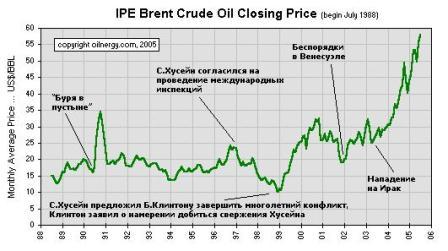 IPE Brent Crude Oil Closing Price (begin July 1988)
copyright oilnergy.com, 2005
Monthly Average Price ... US$/BBL
60
55
50
45
40
35
30
25
20
15
10
5
0
"Буря в
пустыне"
С.Хусейн согласился на
проведение международных
инспекций
Беспорядки
в Венесуэле
Нападение
на Ирак
С.Хусейн предложил Б.Клинтону завершить многолетний конфликт,
Клинтон заявил о намерении добиться свержения Хусейна
88 89 90 91 92 93 94 95 96 97 98 99 00 01 02 03 04 05 06